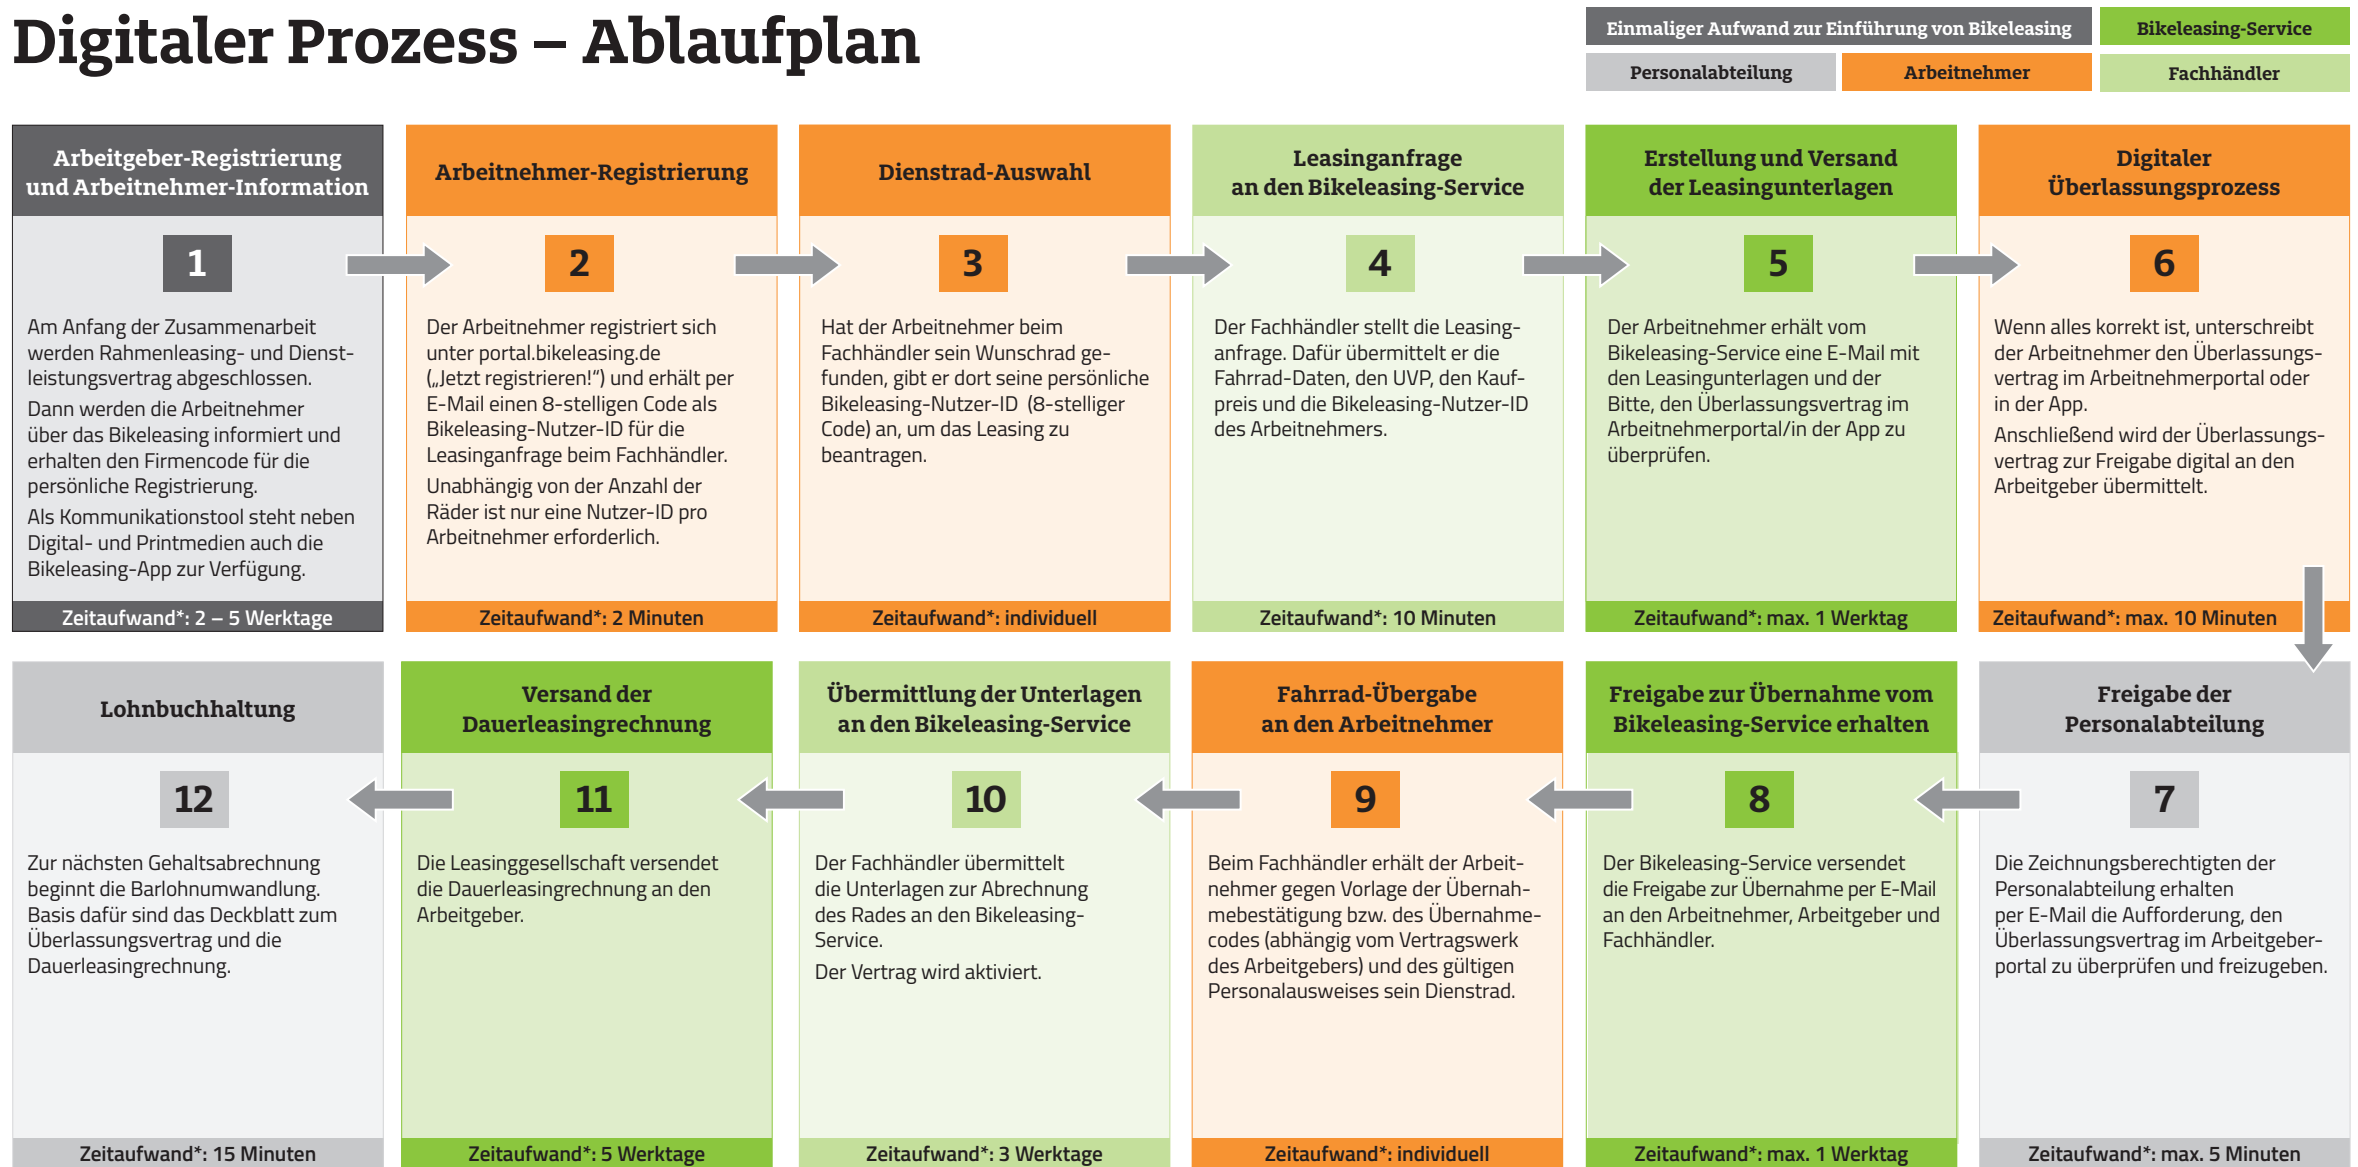 Digitaler Prozess – Ablaufplan
Einmaliger Aufwand zur Einführung von Bikeleasing
Bikeleasing-Service
Personalabteilung
Arbeitnehmer
Fachhändler
Arbeitgeber-Registrierung
und Arbeitnehmer-Information
1
Am Anfang der Zusammenarbeit
werden Rahmenleasing- und Dienst-
leistungsvertrag abgeschlossen.
Dann werden die Arbeitnehmer
über das Bikeleasing informiert und
erhalten den Firmencode für die
persönliche Registrierung.
Als Kommunikationstool steht neben
Digital- und Printmedien auch die
Bikeleasing-App zur Verfügung.
Zeitaufwand*: 2 – 5 Werktage
Arbeitnehmer-Registrierung
2
Der Arbeitnehmer registriert sich
unter portal.bikeleasing.de
(„Jetzt registrieren!“) und erhält per
E-Mail einen 8-stelligen Code als
Bikeleasing-Nutzer-ID für die
Leasinganfrage beim Fachhändler.
Unabhängig von der Anzahl der
Räder ist nur eine Nutzer-ID pro
Arbeitnehmer erforderlich.
Zeitaufwand*: 2 Minuten
Dienstrad-Auswahl
3
Hat der Arbeitnehmer beim
Fachhändler sein Wunschrad ge-
funden, gibt er dort seine persönliche
Bikeleasing-Nutzer-ID (8-stelliger
Code) an, um das Leasing zu
beantragen.
Zeitaufwand*: individuell
Leasinganfrage
an den Bikeleasing-Service
4
Der Fachhändler stellt die Leasing-
anfrage. Dafür übermittelt er die
Fahrrad-Daten, den UVP, den Kauf-
preis und die Bikeleasing-Nutzer-ID
des Arbeitnehmers.
Zeitaufwand*: 10 Minuten
Erstellung und Versand
der Leasingunterlagen
5
Der Arbeitnehmer erhält vom
Bikeleasing-Service eine E-Mail mit
den Leasingunterlagen und der
Bitte, den Überlassungsvertrag im
Arbeitnehmerportal/in der App zu
überprüfen.
Zeitaufwand*: max. 1 Werktag
Digitaler
Überlassungsprozess
6
Wenn alles korrekt ist, unterschreibt
der Arbeitnehmer den Überlassungs-
vertrag im Arbeitnehmerportal oder
in der App.
Anschließend wird der Überlassungs-
vertrag zur Freigabe digital an den
Arbeitgeber übermittelt.
Zeitaufwand*: max. 10 Minuten
Freigabe der
Personalabteilung
7
Die Zeichnungsberechtigten der
Personalabteilung erhalten
per E-Mail die Aufforderung, den
Überlassungsvertrag im Arbeitgeber-
portal zu überprüfen und freizugeben.
Zeitaufwand*: max. 5 Minuten
Freigabe zur Übernahme vom
Bikeleasing-Service erhalten
8
Der Bikeleasing-Service versendet
die Freigabe zur Übernahme per E-Mail
an den Arbeitnehmer, Arbeitgeber und
Fachhändler.
Zeitaufwand*: max. 1 Werktag
Fahrrad-Übergabe
an den Arbeitnehmer
9
Beim Fachhändler erhält der Arbeit-
nehmer gegen Vorlage der Übernah-
mebestätigung bzw. des Übernahme-
codes (abhängig vom Vertragswerk
des Arbeitgebers) und des gültigen
Personalausweises sein Dienstrad.
Zeitaufwand*: individuell
Übermittlung der Unterlagen
an den Bikeleasing-Service
10
Der Fachhändler übermittelt
die Unterlagen zur Abrechnung
des Rades an den Bikeleasing-
Service.
Der Vertrag wird aktiviert.
Zeitaufwand*: 3 Werktage
Versand der
Dauerleasingrechnung
11
Die Leasinggesellschaft versendet
die Dauerleasingrechnung an den
Arbeitgeber.
Zeitaufwand*: 5 Werktage
Lohnbuchhaltung
12
Zur nächsten Gehaltsabrechnung
beginnt die Barlohnumwandlung.
Basis dafür sind das Deckblatt zum
Überlassungsvertrag und die
Dauerleasingrechnung.
Zeitaufwand*: 15 Minuten